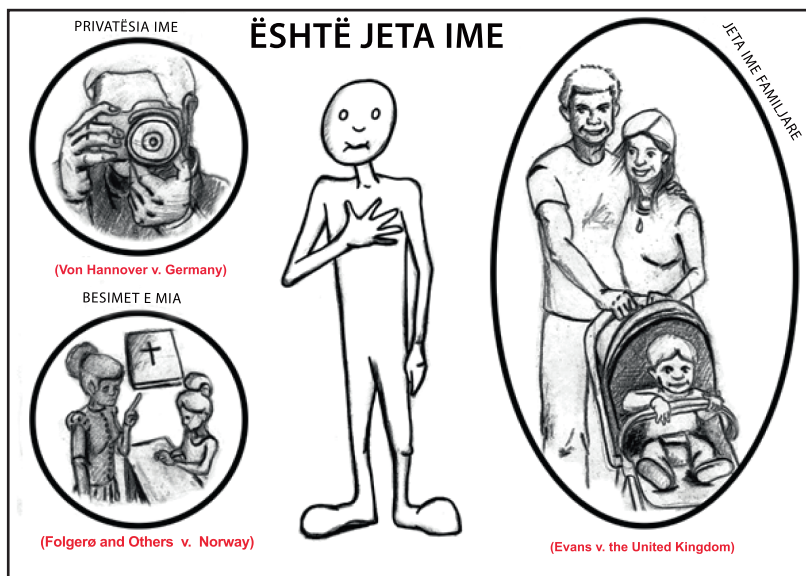 PRIVATËSIA IME
ËSHTË JETA IME
JETA IME FAMILJARE
(Von Hannover v. Germany)
BESIMET E MIA
(Folgerø and Others v. Norway)
(Evans v. the United Kingdom)